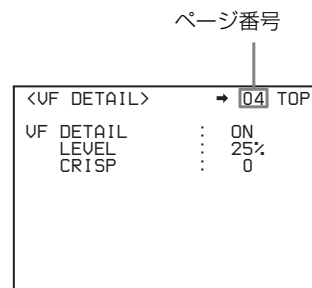 ページ番号
<VF DETAIL> ➡ 04 TOP
VF DETAIL : ON
LEVEL : 25%
CRISP : 0